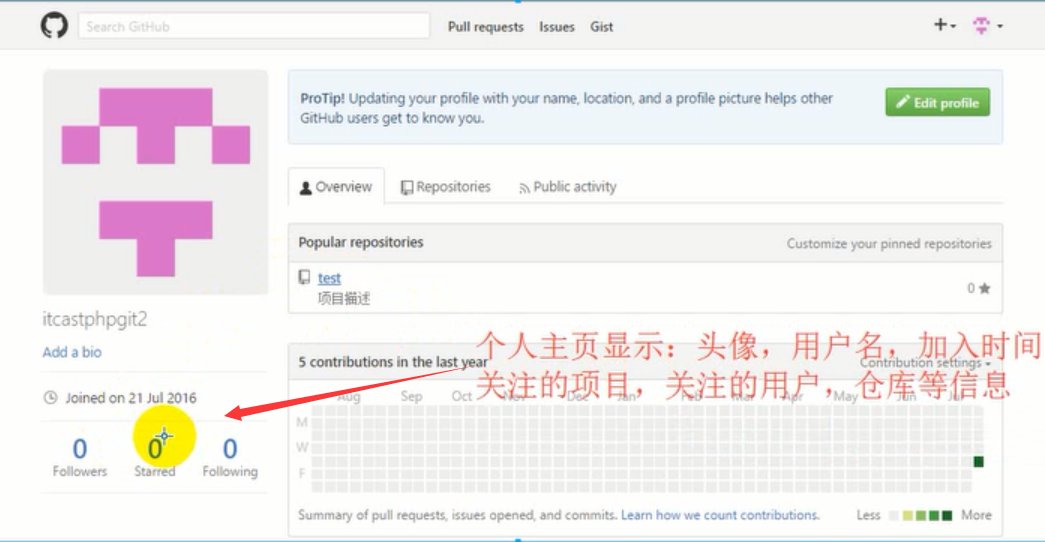 Search GitHub
Pull requests Issues Gist
ProTip! Updating your profile with your name, location, and a profile picture helps other
GitHub users get to know you.
Edit profile
Overview Repositories Public activity
Popular repositories Customize your pinned repositories
test
项目描述
0
itcastphpgit2
Add a bio
Joined on 21 Jul 2016
0 0 0
Followers Starred Following
个人主页显示：头像，用户名，加入时间
关注的项目，关注的用户，仓库等信息
5 contributions in the last year Contribution settings
Aug Sep Oct Nov Dec Jan Feb Mar Apr May Jun Jul
M
W
F
Summary of pull requests, issues opened, and commits. Learn how we count contributions. Less More